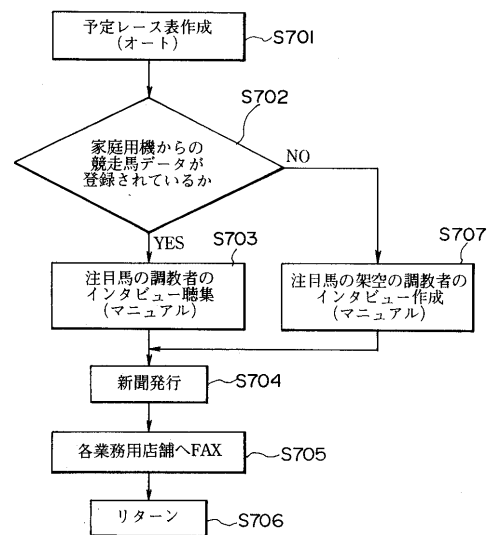 予定レース表作成
(オート)
S701
S702
家庭用機からの
競走馬データが
登録されているか
NO
YES
S703
注目馬の調教者の
インタビュー聴集
(マニュアル)
S707
注目馬の架空の調教者の
インタビュー作成
(マニュアル)
新聞発行
S704
各業務用店舗へFAX
S705
リターン
S706